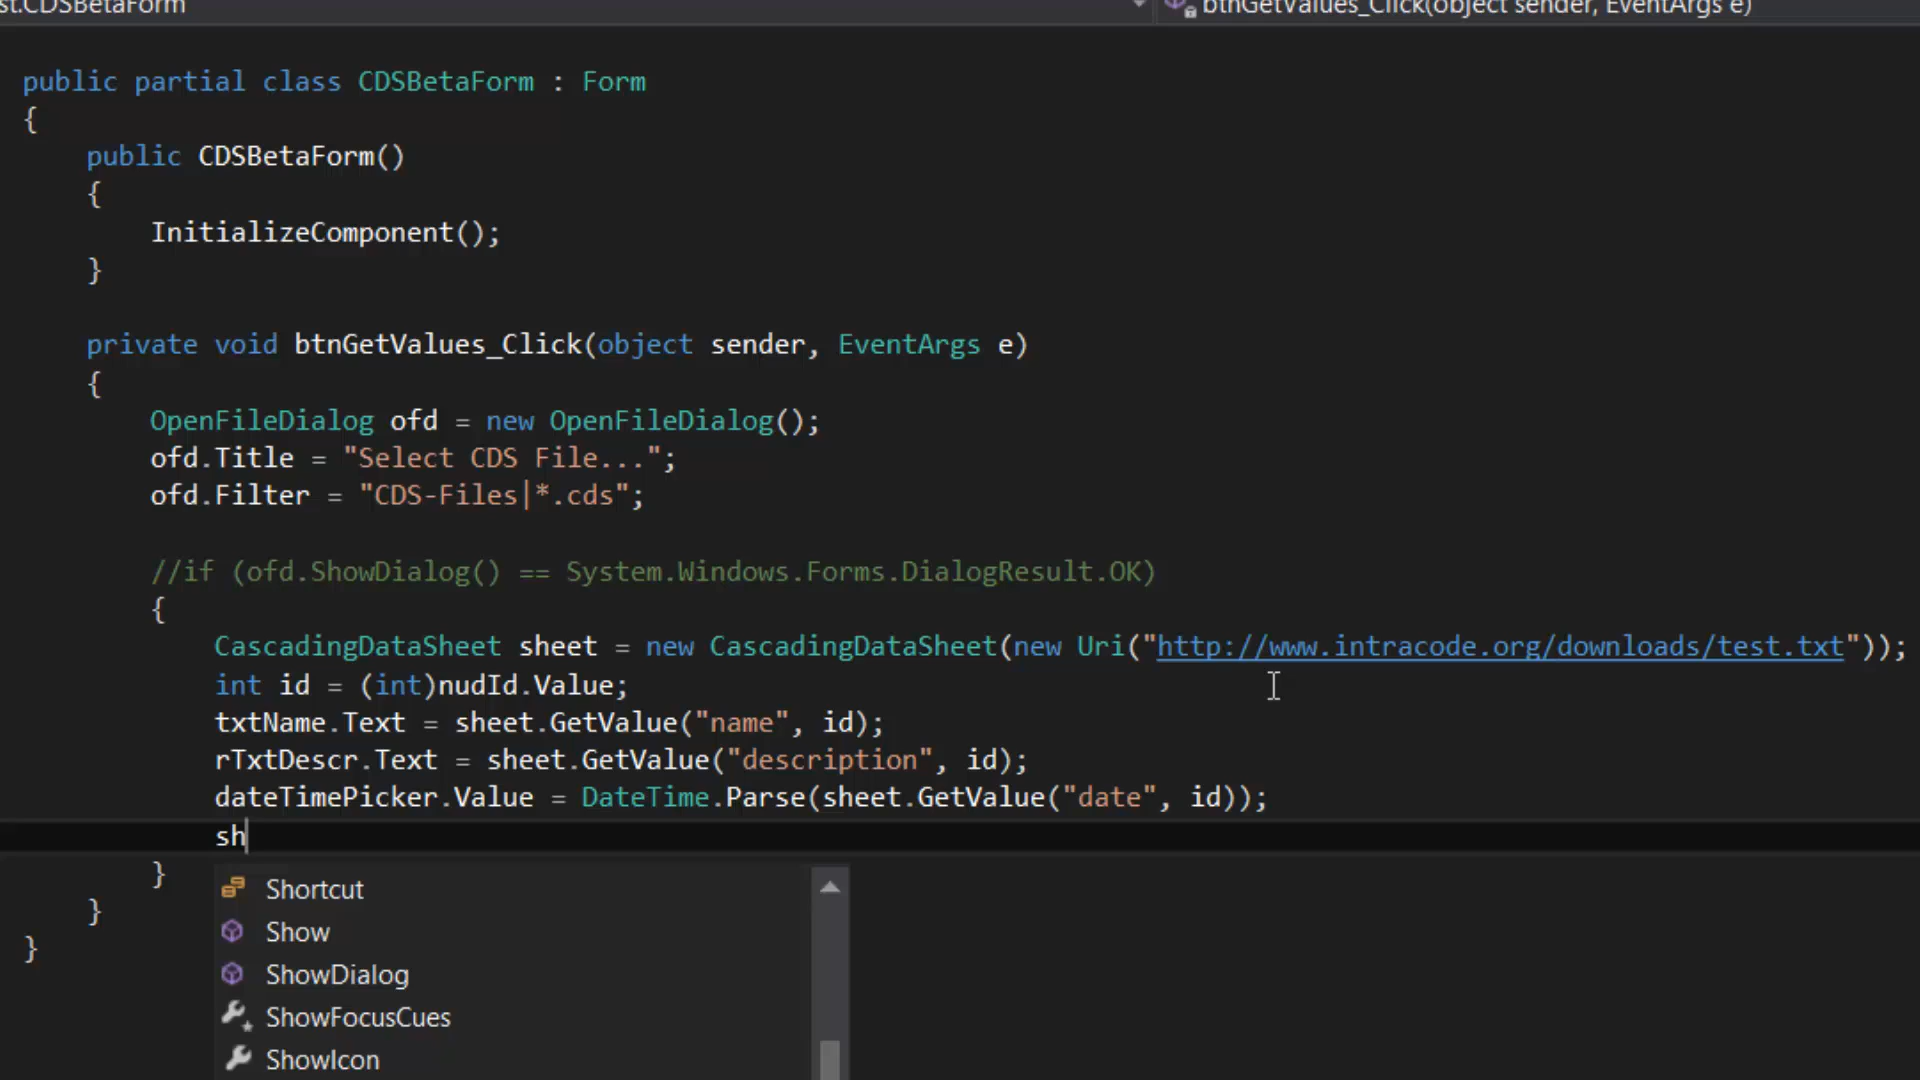 st.CDSBetaForm
btnGetValues_Click(object sender, EventArgs e)
public partial class CDSBetaForm : Form
{
public CDSBetaForm()
{
InitializeComponent();
}
private void btnGetValues_Click(object sender, EventArgs e)
{
OpenFileDialog ofd = new OpenFileDialog();
ofd.Title = "Select CDS File...";
ofd.Filter = "CDS-Files|*.cds";
//if (ofd.ShowDialog() == System.Windows.Forms.DialogResult.OK)
{
CascadingDataSheet sheet = new CascadingDataSheet(new Uri("http://www.intracode.org/downloads/test.txt"));
int id = (int)nudId.Value;
txtName.Text = sheet.GetValue("name", id);
rTxtDescr.Text = sheet.GetValue("description", id);
dateTimePicker.Value = DateTime.Parse(sheet.GetValue("date", id));
sh
}
}
}
Shortcut
Show
ShowDialog
ShowFocusCues
ShowIcon